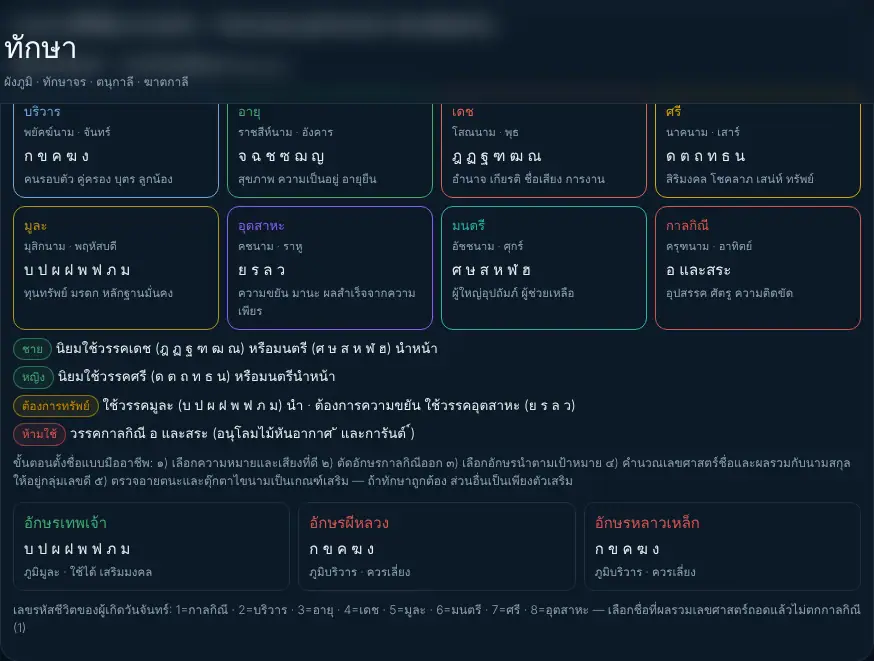 ทักษา
ผังภูมิ · ทักษาจร · ตนุกาลี · ฆาตกาลี
บริวาร
พยัคฆ์นาม · จันทร์
ก ข ค ฆ ง
คนรอบตัว คู่ครอง บุตร ลูกน้อง
อายุ
ราชสีห์นาม · อังคาร
จ ฉ ช ซ ฌ ญ
สุขภาพ ความเป็นอยู่ อายุยืน
เดช
โสณนาม · พุธ
ฎ ฏ ฐ ฑ ฒ ณ
อำนาจ เกียรติ ชื่อเสียง การงาน
ศรี
นาคนาม · เสาร์
ด ต ถ ท ธ น
สิริมงคล โชคลาภ เสน่ห์ ทรัพย์
มูละ
มุสิกนาม · พฤหัสบดี
บ ป ผ ฝ พ ฟ ภ ม
ทุนทรัพย์ มรดก หลักฐานมั่นคง
อุตสาหะ
คชนาม · ราหู
ย ร ล ว
ความขยัน มานะ ผลสำเร็จจากความ
เพียร
มนตรี
อัชชนาม · ศุกร์
ศ ษ ส ห ฬ ฮ
ผู้ใหญ่อุปถัมภ์ ผู้ช่วยเหลือ
กาลกิณี
ครุฑนาม · อาทิตย์
อ และสระ
อุปสรรค ศัตรู ความติดขัด
ชาย นิยมใช้วรรคเดช (ฎ ฏ ฐ ฑ ฒ ณ) หรือมนตรี (ศ ษ ส ห ฬ ฮ) นำหน้า
หญิง นิยมใช้วรรคศรี (ด ต ถ ท ธ น) หรือมนตรีนำหน้า
ต้องการทรัพย์ ใช้วรรคมูละ (บ ป ผ ฝ พ ฟ ภ ม) นำ · ต้องการความขยัน ใช้วรรคอุตสาหะ (ย ร ล ว)
ห้ามใช้ วรรคกาลกิณี อ และสระ (อนุโลมไม้หันอากาศ ั และการันต์ ์)
ขั้นตอนตั้งชื่อแบบมืออาชีพ: ๑) เลือกความหมายและเสียงที่ดี ๒) ตัดอักษรกาลกิณีออก ๓) เลือกอักษรนำตามเป้าหมาย ๔) คำนวณเลขศาสตร์ชื่อและผลรวมกับนามสกุล
ให้อยู่กลุ่มเลขดี ๕) ตรวจอายตนะและตุ๊กตาไขนามเป็นเกณฑ์เสริม — ถ้าทักษาถูกต้อง ส่วนอื่นเป็นเพียงตัวเสริม
อักษรเทพเจ้า
บ ป ผ ฝ พ ฟ ภ ม
ภูมิมูละ · ใช้ได้ เสริมมงคล
อักษรผีหลวง
ก ข ค ฆ ง
ภูมิบริวาร · ควรเลี่ยง
อักษรหลาวเหล็ก
ก ข ค ฆ ง
ภูมิบริวาร · ควรเลี่ยง
เลขรหัสชีวิตของผู้เกิดวันจันทร์: 1=กาลกิณี · 2=บริวาร · 3=อายุ · 4=เดช · 5=มูละ · 6=มนตรี · 7=ศรี · 8=อุตสาหะ — เลือกชื่อที่ผลรวมเลขศาสตร์ถอดแล้วไม่ตกกาลกิณี
(1)